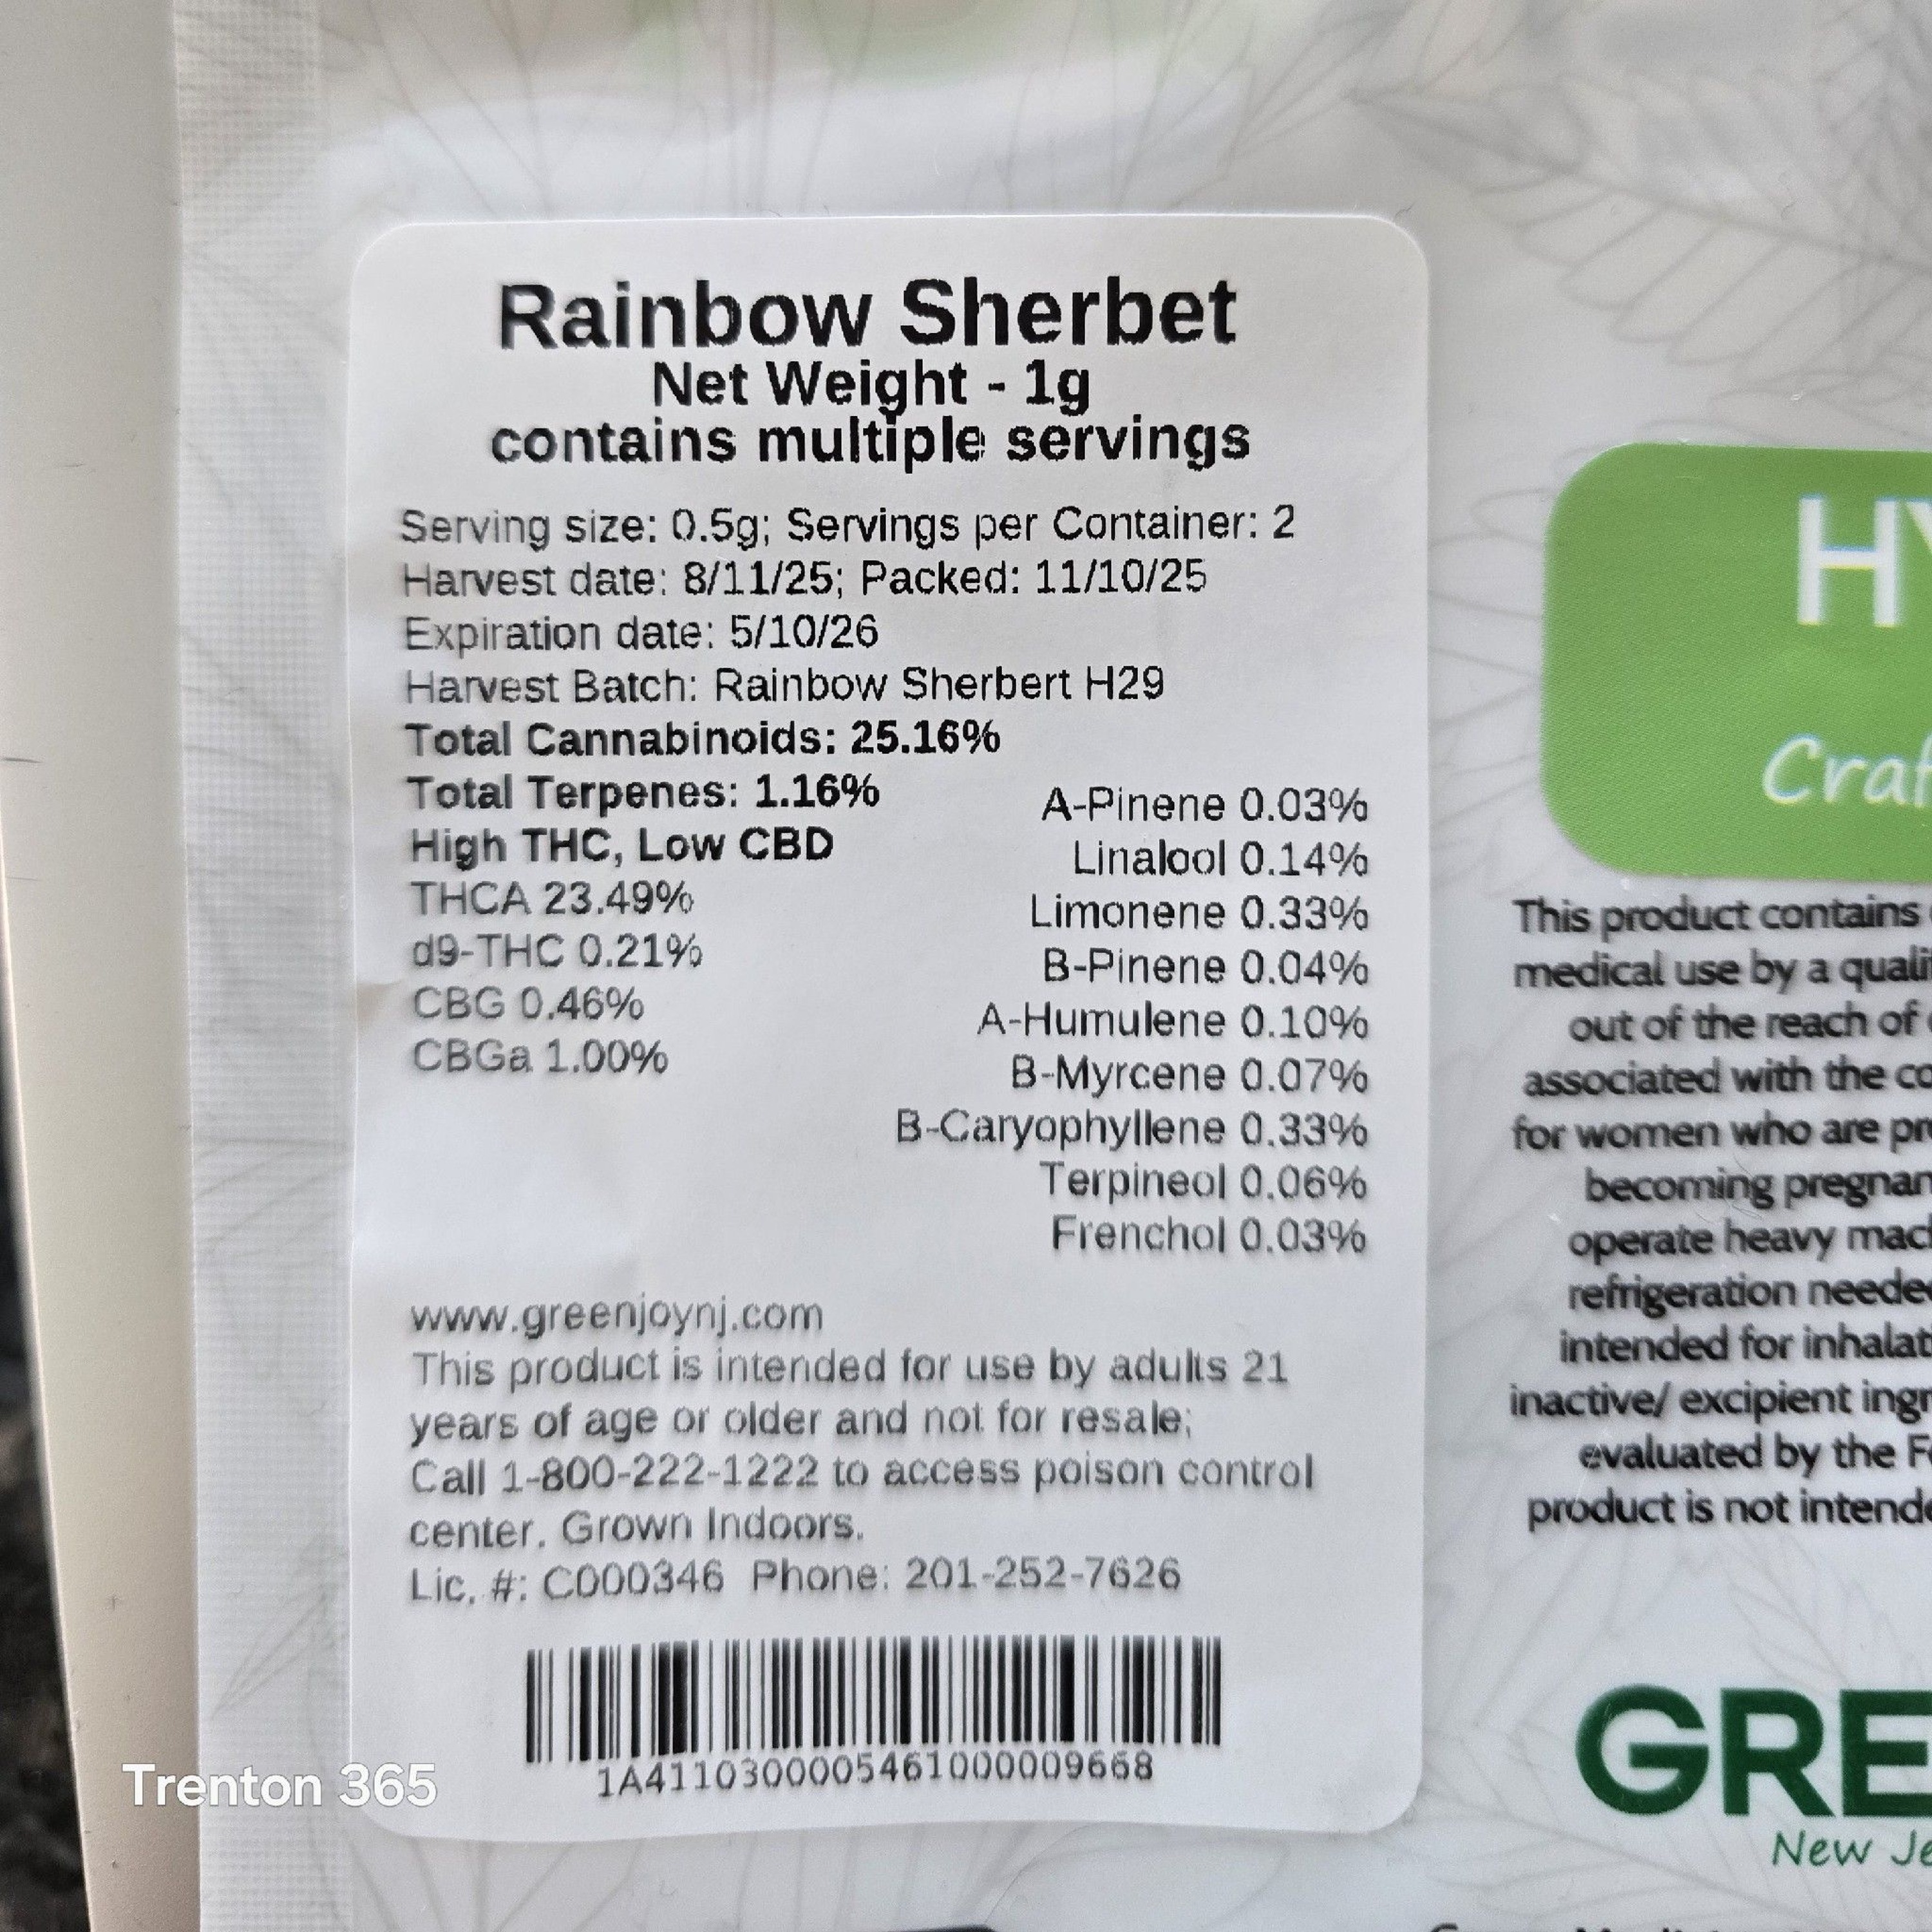 Rainbow Sherbet
Net Weight - 1g
contains multiple servings
Serving size: 0.5g; Servings per Container: 2
Harvest date: 8/11/25; Packed: 11/10/25
Expiration date: 5/10/26
Harvest Batch: Rainbow Sherbert H29
Total Cannabinoids: 25.16%
Total Terpenes: 1.16%
High THC, Low CBD
THCA 23.49%
d9-THC 0.21%
CBG 0.46%
CBGa 1.00%
A-Pinene 0.03%
Linalool 0.14%
Limonene 0.33%
B-Pinene 0.04%
A-Humulene 0.10%
B-Myrcene 0.07%
B-Caryophyllene 0.33%
Terpineol 0.06%
Frenchol 0.03%
www.greenjoynj.com
This product is intended for use by adults 21
years of age or older and not for resale;
Call 1-800-222-1222 to access poison control
center. Grown Indoors.
Lic. #: C000346 Phone: 201-252-7626
1A4110300005461000009668
Trenton 365
HY
Craf
This product contains
medical use by a quali
out of the reach of
associated with the co
for women who are pr
becoming pregnan
operate heavy mac
refrigeration neede
intended for inhalati
inactive/ excipient ingr
evaluated by the F
product is not intend
GRE
New Je